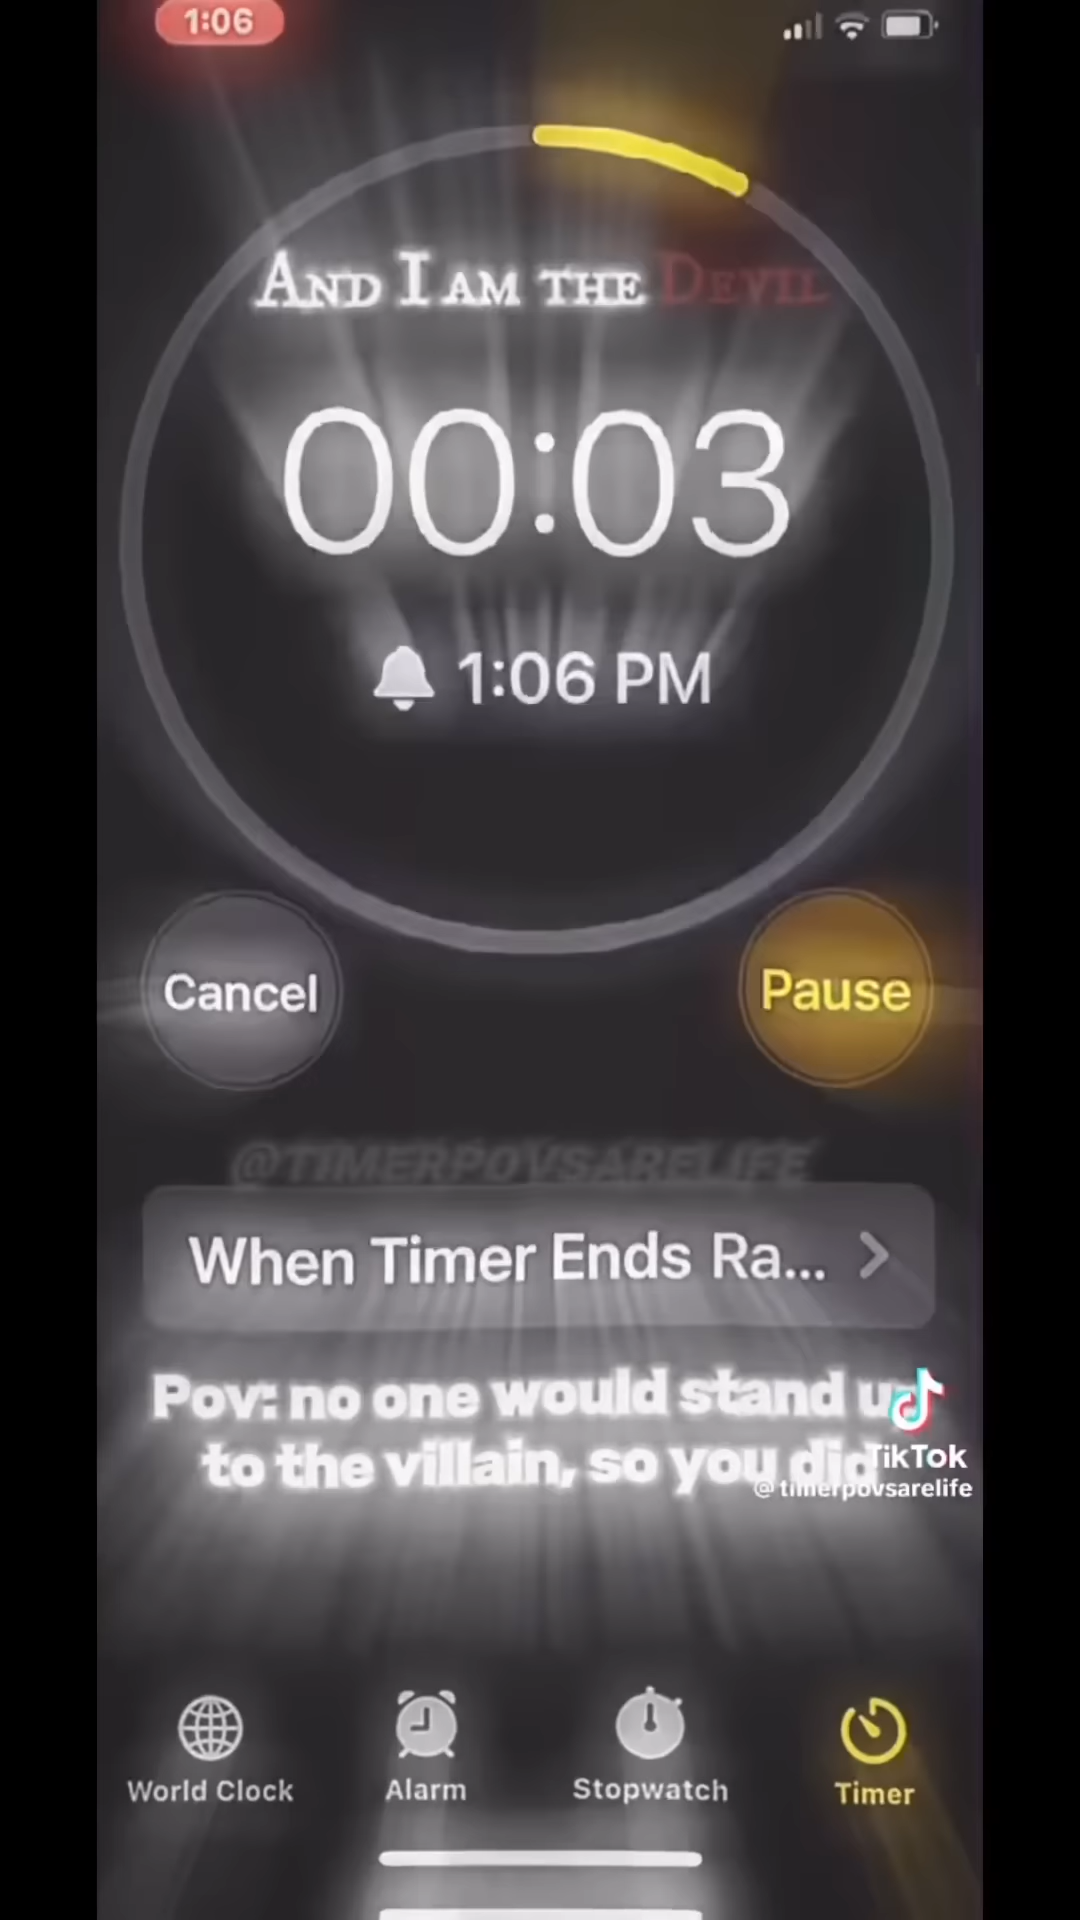 1:06
And I am the Devil
00:03
1:06 PM
Cancel
Pause
@TIMERPOVSARELIFE
When Timer Ends Ra...
Pov: no one would stand up
to the villain, so you did
TikTok
@timerpovsarelife
World Clock
Alarm
Stopwatch
Timer